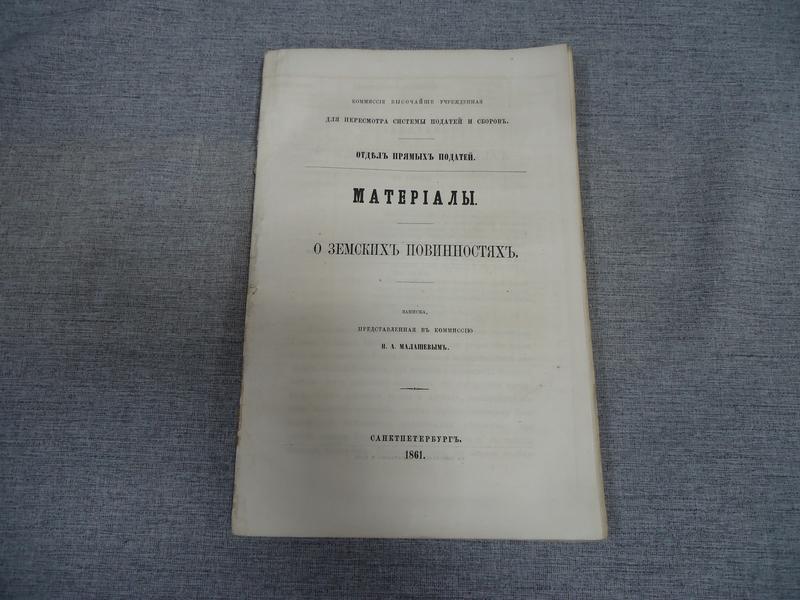 КОММИССІЯ ВЫСОЧАЙШЕ УЧРЕЖДЕННАЯ
ДЛЯ ПЕРЕСМОТРА СИСТЕМЫ ПОДАТЕЙ И СБОРОВЪ.
ОТДѢЛЪ ПРЯМЫХЪ ПОДАТЕЙ.
МАТЕРІАЛЫ.
О ЗЕМСКИХЪ ПОВИННОСТЯХЪ.
ЗАПИСКА,
ПРЕДСТАВЛЕННАЯ ВЪ КОММИССІЮ
Н. А. МАЛАШЕВЫМЪ.
САНКТПЕТЕРБУРГЪ.
1861.